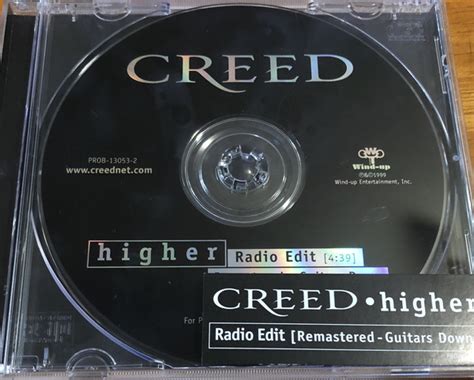 CREED
PROB-13053-2
www.creednet.com
Wind-up
℗&©1999
Wind-up Entertainment, Inc.
higher Radio Edit [4:39]
For P
CREED • higher
Radio Edit [Remastered - Guitars Down